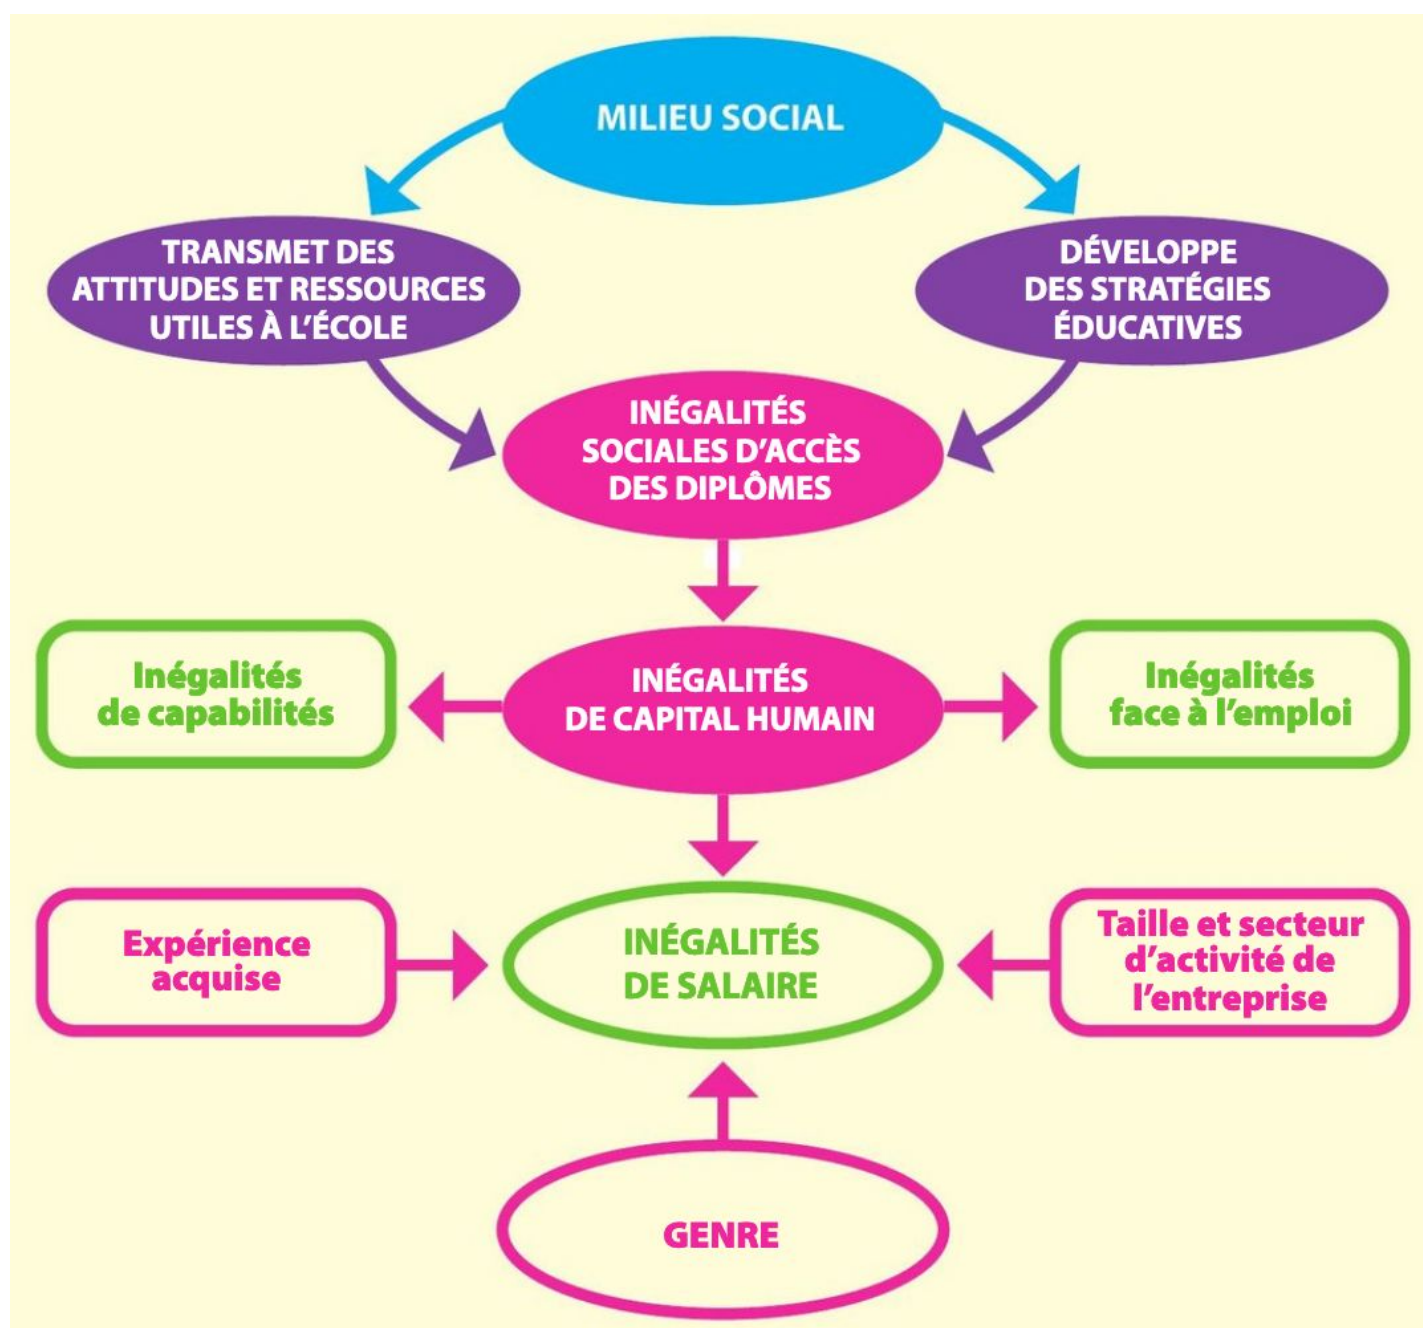 MILIEU SOCIAL
TRANSMET DES
ATTITUDES ET RESSOURCES
UTILES À L'ÉCOLE
DÉVELOPPE
DES STRATÉGIES
ÉDUCATIVES
INÉGALITÉS
SOCIALES D'ACCÈS
DES DIPLÔMES
Inégalités
de capabilités
INÉGALITÉS
DE CAPITAL HUMAIN
Inégalités
face à l'emploi
Expérience
acquise
INÉGALITÉS
DE SALAIRE
Taille et secteur
d'activité de
l'entreprise
GENRE